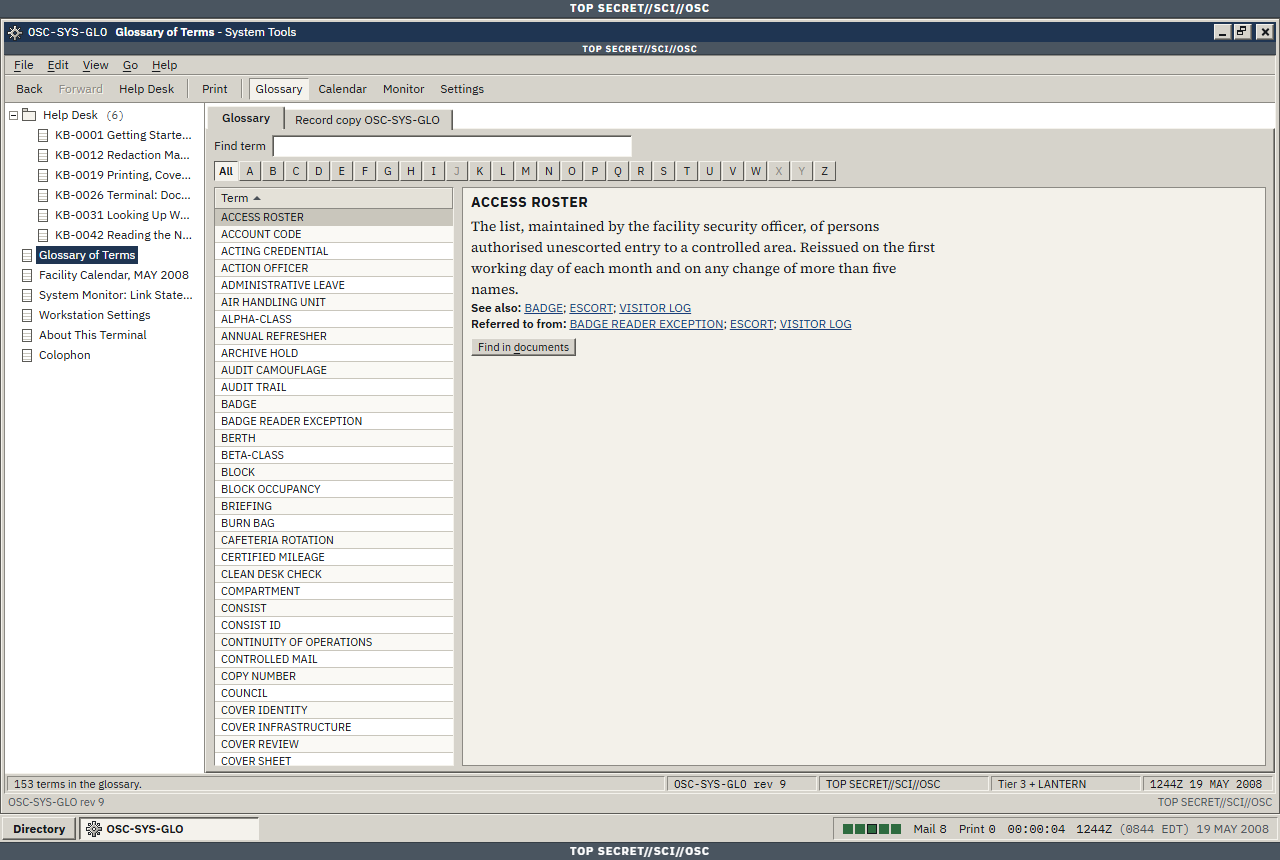 TOP SECRET//SCI//OSC
OSC-SYS-GLO Glossary of Terms - System Tools
TOP SECRET//SCI//OSC
File Edit View Go Help
Back Forward Help Desk Print Glossary Calendar Monitor Settings
Help Desk (6)
KB-0001 Getting Starte...
KB-0012 Redaction Ma...
KB-0019 Printing, Cove...
KB-0026 Terminal: Doc...
KB-0031 Looking Up W...
KB-0042 Reading the N...
Glossary of Terms
Facility Calendar, MAY 2008
System Monitor: Link State...
Workstation Settings
About This Terminal
Colophon
Glossary Record copy OSC-SYS-GLO
Find term
All A B C D E F G H I J K L M N O P Q R S T U V W X Y Z
Term
ACCESS ROSTER
ACCOUNT CODE
ACTING CREDENTIAL
ACTION OFFICER
ADMINISTRATIVE LEAVE
AIR HANDLING UNIT
ALPHA-CLASS
ANNUAL REFRESHER
ARCHIVE HOLD
AUDIT CAMOUFLAGE
AUDIT TRAIL
BADGE
BADGE READER EXCEPTION
BERTH
BETA-CLASS
BLOCK
BLOCK OCCUPANCY
BRIEFING
BURN BAG
CAFETERIA ROTATION
CERTIFIED MILEAGE
CLEAN DESK CHECK
COMPARTMENT
CONSIST
CONSIST ID
CONTINUITY OF OPERATIONS
CONTROLLED MAIL
COPY NUMBER
COUNCIL
COVER IDENTITY
COVER INFRASTRUCTURE
COVER REVIEW
COVER SHEET
ACCESS ROSTER
The list, maintained by the facility security officer, of persons
authorised unescorted entry to a controlled area. Reissued on the first
working day of each month and on any change of more than five
names.
See also: BADGE; ESCORT; VISITOR LOG
Referred to from: BADGE READER EXCEPTION; ESCORT; VISITOR LOG
Find in documents
153 terms in the glossary. OSC-SYS-GLO rev 9 TOP SECRET//SCI//OSC Tier 3 + LANTERN 1244Z 19 MAY 2008
OSC-SYS-GLO rev 9 TOP SECRET//SCI//OSC
Directory OSC-SYS-GLO Mail 8 Print 0 00:00:04 1244Z (0844 EDT) 19 MAY 2008
TOP SECRET//SCI//OSC